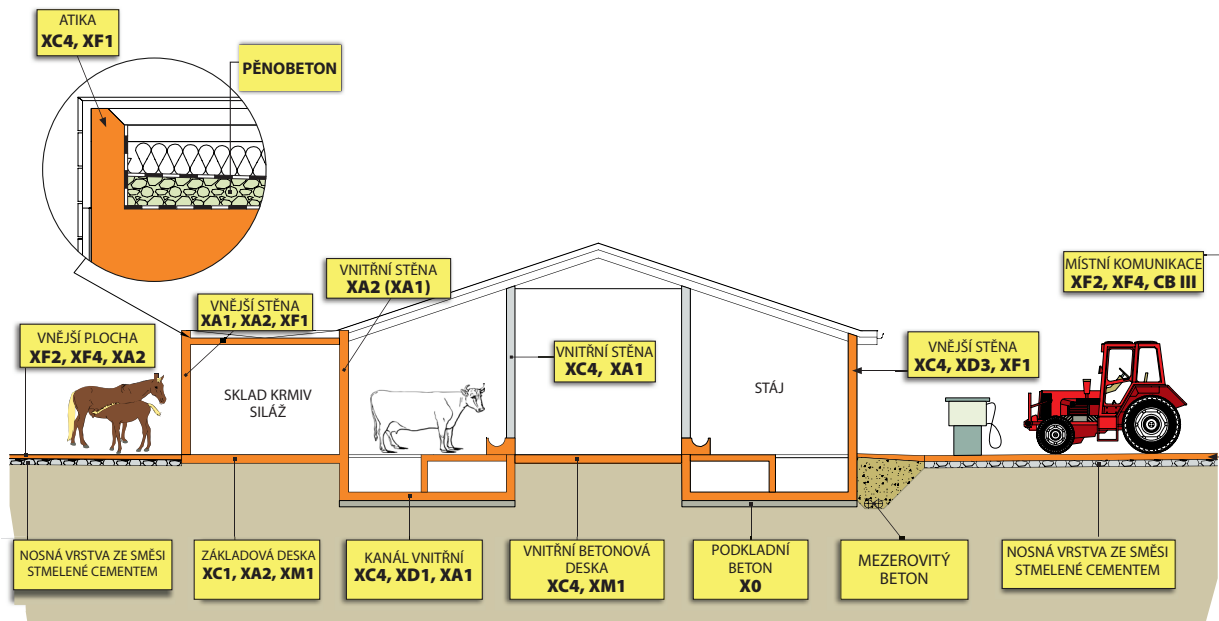 ATIKA
XC4, XF1
PĚNOBETON
VNITŘNÍ STĚNA
XA2 (XA1)
MÍSTNÍ KOMUNIKACE
XF2, XF4, CB III
VNĚJŠÍ STĚNA
XA1, XA2, XF1
VNĚJŠÍ PLOCHA
XF2, XF4, XA2
VNITŘNÍ STĚNA
XC4, XA1
VNĚJŠÍ STĚNA
XC4, XD3, XF1
SKLAD KRMIV
SILÁŽ
STÁJ
NOSNÁ VRSTVA ZE SMĚSI
STMELENÉ CEMENTEM
ZÁKLADOVÁ DESKA
XC1, XA2, XM1
KANÁL VNITŘNÍ
XC4, XD1, XA1
VNITŘNÍ BETONOVÁ
DESKA
XC4, XM1
PODKLADNÍ
BETON
X0
MEZEROVITÝ
BETON
NOSNÁ VRSTVA ZE SMĚSI
STMELENÉ CEMENTEM